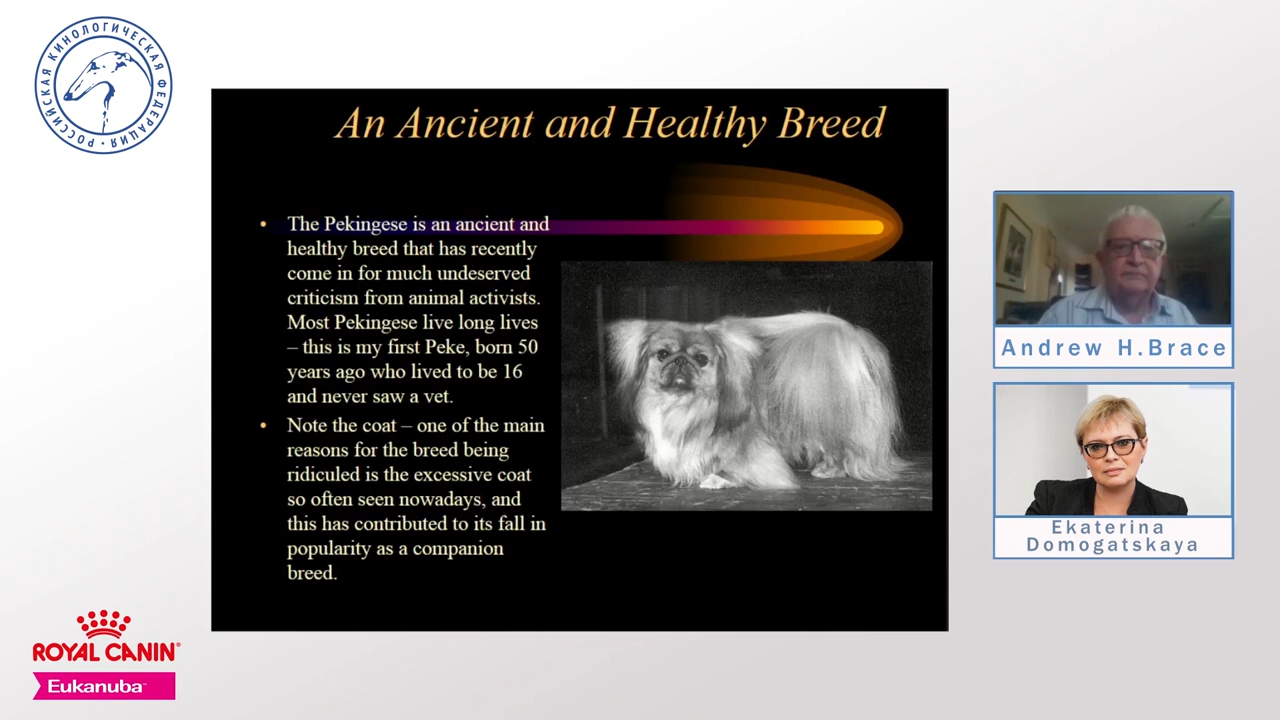 РОССИЙСКАЯ КИНОЛОГИЧЕСКАЯ ФЕДЕРАЦИЯ
An Ancient and Healthy Breed
• The Pekingese is an ancient and
healthy breed that has recently
come in for much undeserved
criticism from animal activists.
Most Pekingese live long lives
– this is my first Peke, born 50
years ago who lived to be 16
and never saw a vet.
• Note the coat – one of the main
reasons for the breed being
ridiculed is the excessive coat
so often seen nowadays, and
this has contributed to its fall in
popularity as a companion
breed.
Andrew H.Brace
Ekaterina
Domogatskaya
ROYAL CANIN®
Eukanuba™